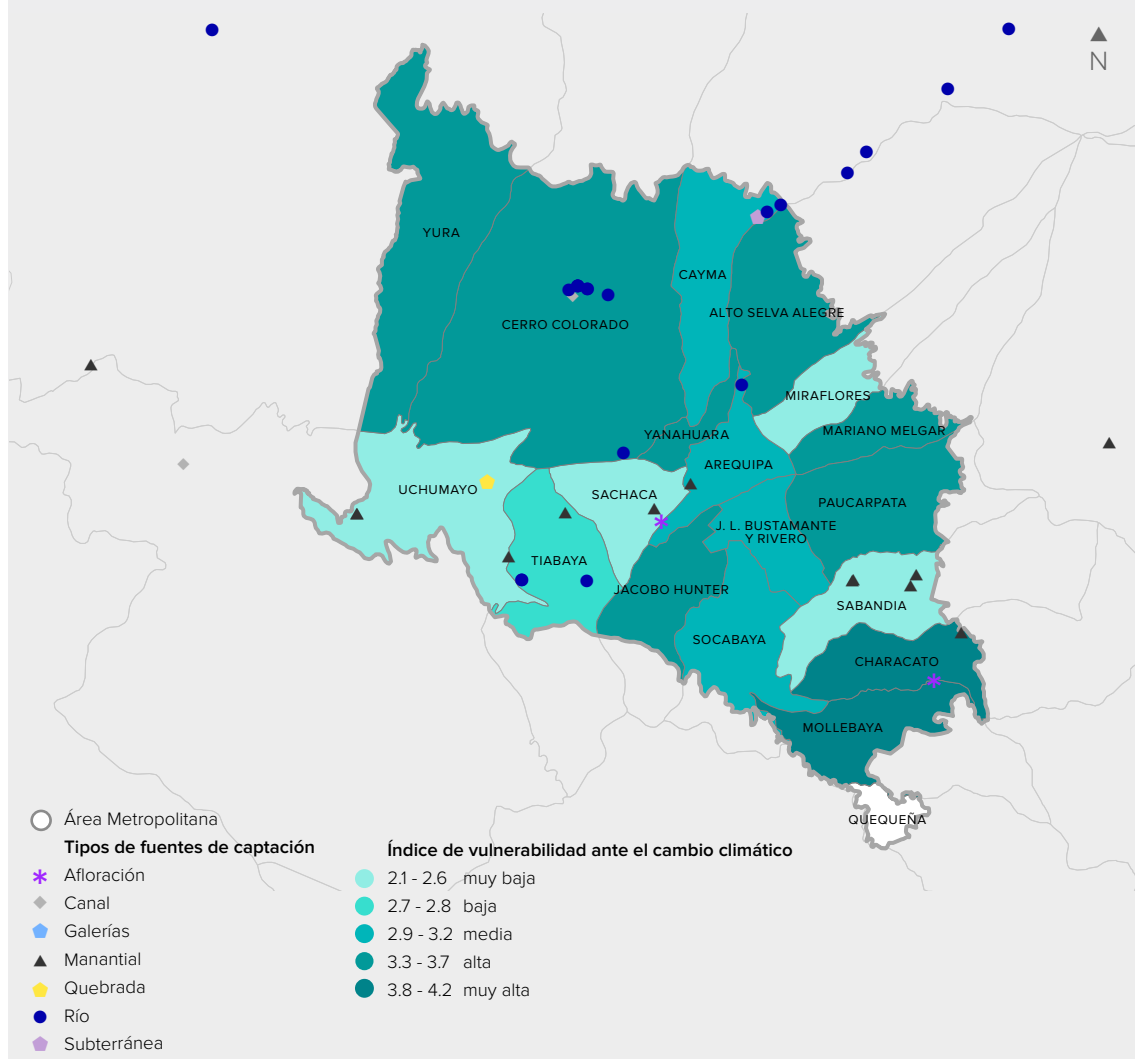 N
YURA
CAYMA
CERRO COLORADO
ALTO SELVA ALEGRE
MIRAFLORES
MARIANO MELGAR
YANAHUARA
AREQUIPA
UCHUMAYO
SACHACA
PAUCARPATA
J. L. BUSTAMANTE
Y RIVERO
TIABAYA
JACOBO HUNTER
SABANDIA
SOCABAYA
CHARACATO
MOLLEBAYA
QUEQUEÑA
Área Metropolitana
Tipos de fuentes de captación
Afloración
Canal
Galerías
Manantial
Quebrada
Río
Subterránea
Índice de vulnerabilidad ante el cambio climático
2.1 - 2.6 muy baja
2.7 - 2.8 baja
2.9 - 3.2 media
3.3 - 3.7 alta
3.8 - 4.2 muy alta